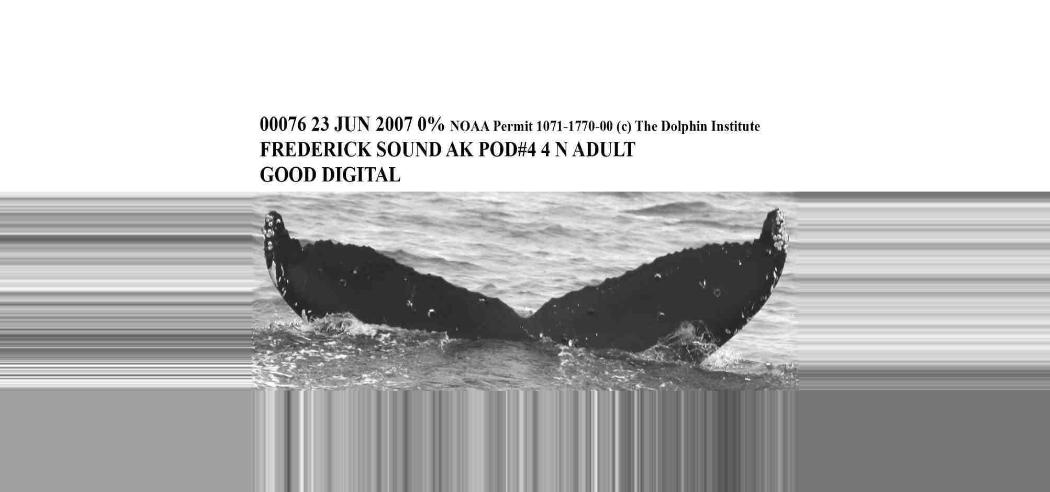 00076 23 JUN 2007 0% NOAA Permit 1071-1770-00 (c) The Dolphin Institute
FREDERICK SOUND AK POD#4 4 N ADULT
GOOD DIGITAL